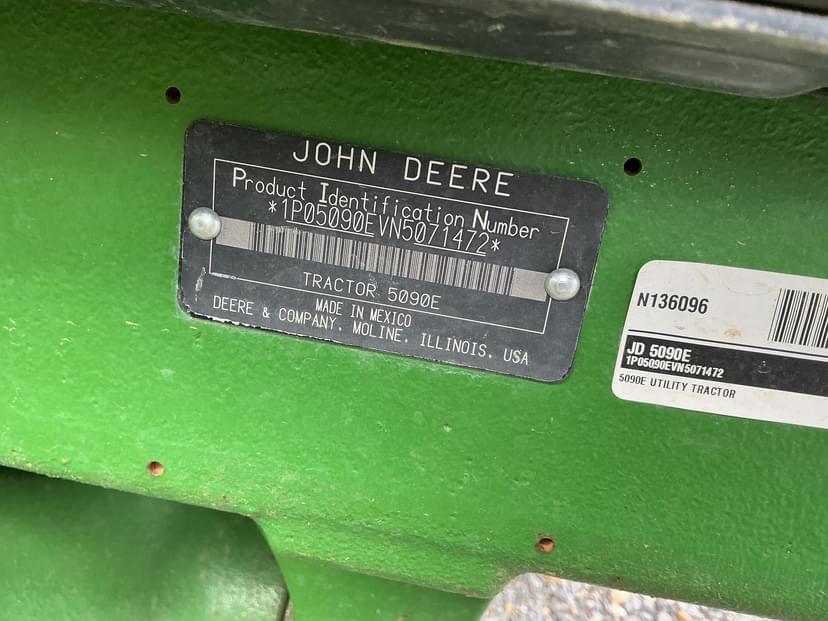 JOHN DEERE
Product Identification Number
*1P05090EVN5071472*
TRACTOR 5090E
MADE IN MEXICO
DEERE & COMPANY, MOLINE, ILLINOIS, USA
N136096
JD 5090E
1P05090EVN5071472
5090E UTILITY TRACTOR